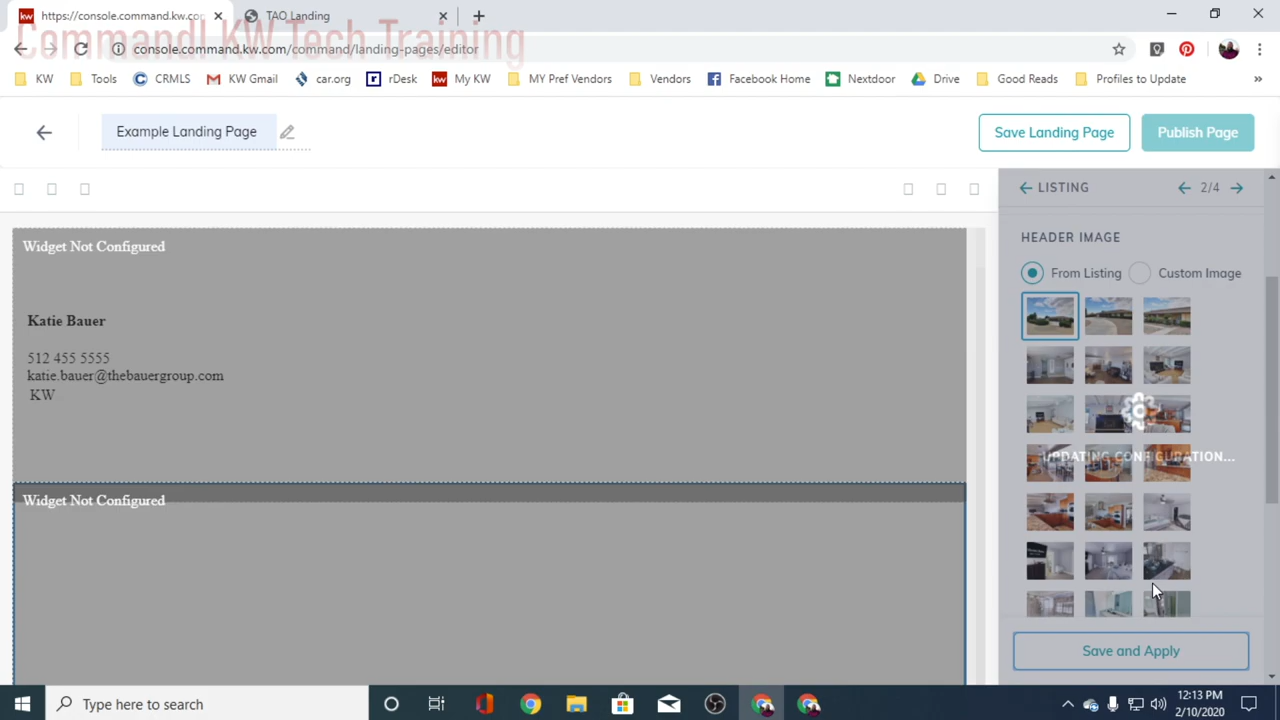 https://console.command.kw.co
TAO Landing
Command| KW Tech Training
console.command.kw.com/command/landing-pages/editor
KW
Tools
CRMLS
KW Gmail
car.org
rDesk
My KW
MY Pref Vendors
Vendors
Facebook Home
Nextdoor
Drive
Good Reads
Profiles to Update
»
Example Landing Page
Save Landing Page
Publish Page
LISTING
2/4
Widget Not Configured
HEADER IMAGE
From Listing
Custom Image
Katie Bauer
512 455 5555
katie.bauer@thebauergroup.com
KW
UPDATING CONFIGURATION...
Widget Not Configured
Save and Apply
Type here to search
12:13 PM
2/10/2020